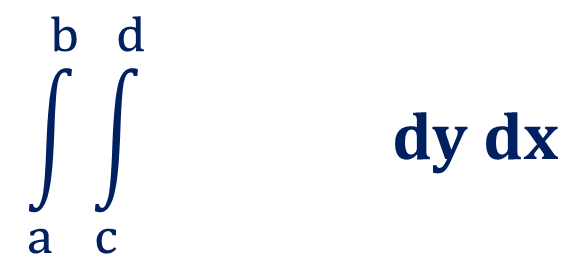 b d
∫ ∫ dy dx
a c